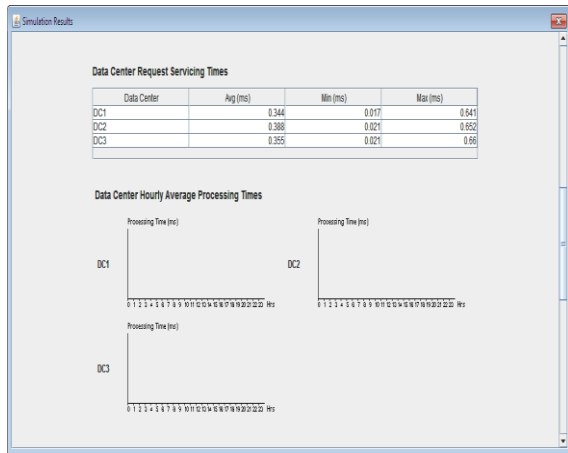 Simulation Results
Data Center Request Servicing Times
Data Center Avg (ms) Min (ms) Max (ms)
DC1 0.344 0.017 0.641
DC2 0.388 0.021 0.652
DC3 0.355 0.021 0.66
Data Center Hourly Average Processing Times
Processing Time (ms) Processing Time (ms)
DC1 DC2
0 1 2 3 4 5 6 7 8 9 10 11 12 13 14 15 16 17 18 19 20 21 22 23 Hrs 0 1 2 3 4 5 6 7 8 9 10 11 12 13 14 15 16 17 18 19 20 21 22 23 Hrs
Processing Time (ms)
DC3
0 1 2 3 4 5 6 7 8 9 10 11 12 13 14 15 16 17 18 19 20 21 22 23 Hrs